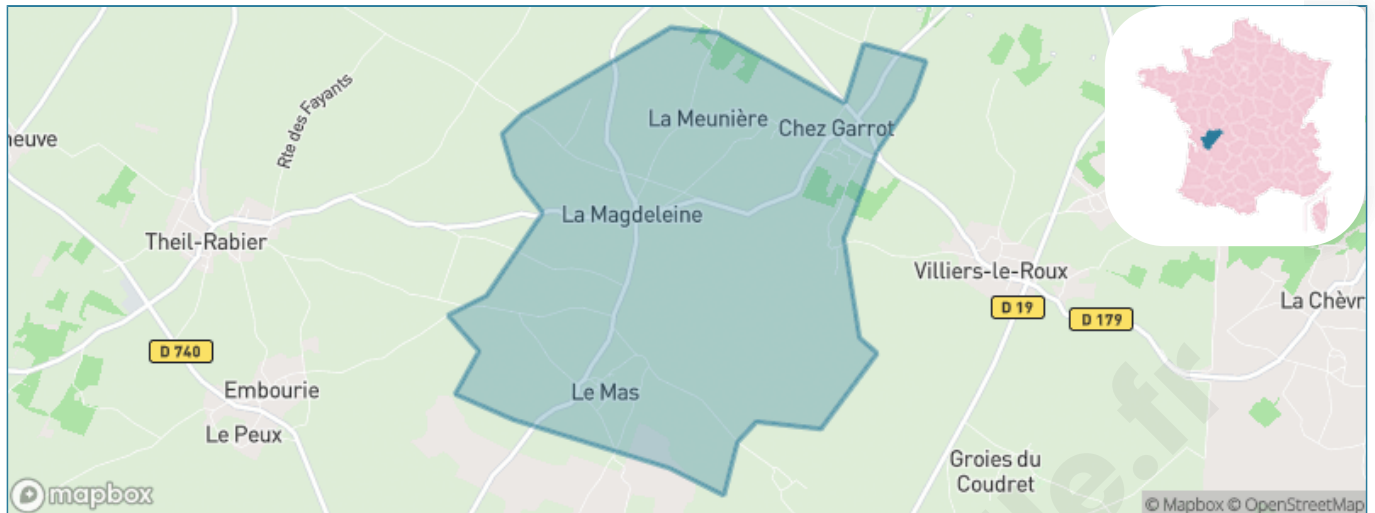 neuve
Rte des Fayants
La Meunière
Chez Garrot
La Magdeleine
Theil-Rabier
Villiers-le-Roux
La Chèvr
D 19
D 179
D 740
Embourie
Le Mas
Le Peux
Groies du
Coudret
mapbox
© Mapbox © OpenStreetMap